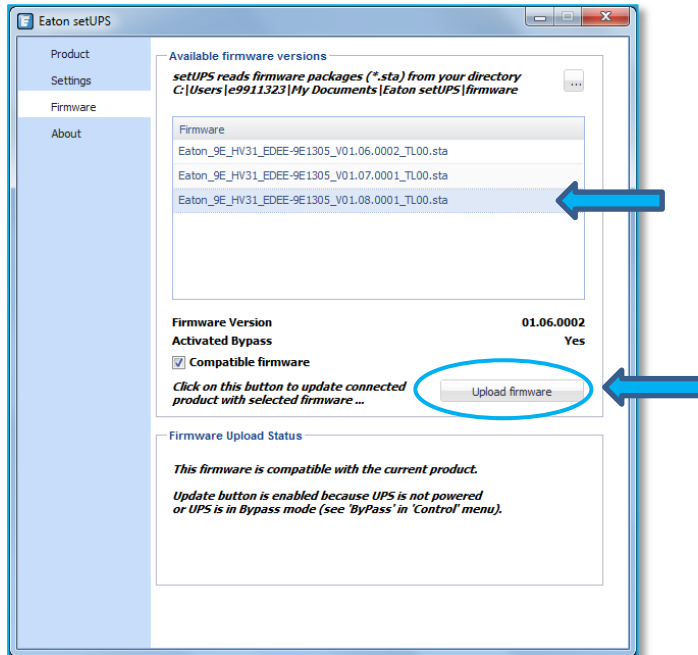 Eaton setUPS
Product
Settings
Firmware
About
Available firmware versions
setUPS reads firmware packages (*.sta) from your directory
C:|Users|e9911323|My Documents|Eaton setUPS|firmware
...
Firmware
Eaton_9E_HV31_EDEE-9E1305_V01.06.0002_TL00.sta
Eaton_9E_HV31_EDEE-9E1305_V01.07.0001_TL00.sta
Eaton_9E_HV31_EDEE-9E1305_V01.08.0001_TL00.sta
Firmware Version 01.06.0002
Activated Bypass Yes
Compatible firmware
Click on this button to update connected
product with selected firmware ...
Upload firmware
Firmware Upload Status
This firmware is compatible with the current product.
Update button is enabled because UPS is not powered
or UPS is in Bypass mode (see 'ByPass' in 'Control' menu).